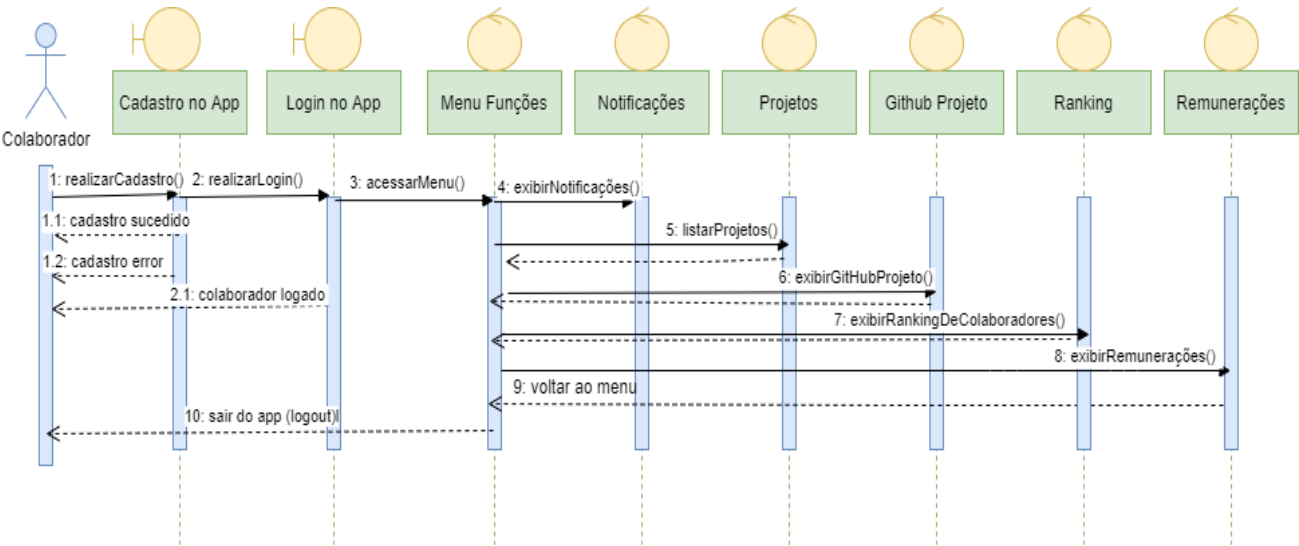 Colaborador
Cadastro no App
Login no App
Menu Funções
Notificações
Projetos
Github Projeto
Ranking
Remunerações
1: realizarCadastro()
2: realizarLogin()
3: acessarMenu()
4: exibirNotificações()
1.1: cadastro sucedido
5: listarProjetos()
1.2: cadastro error
6: exibirGitHubProjeto()
2.1: colaborador logado
7: exibirRankingDeColaboradores()
8: exibirRemunerações()
9: voltar ao menu
10: sair do app (logout)l